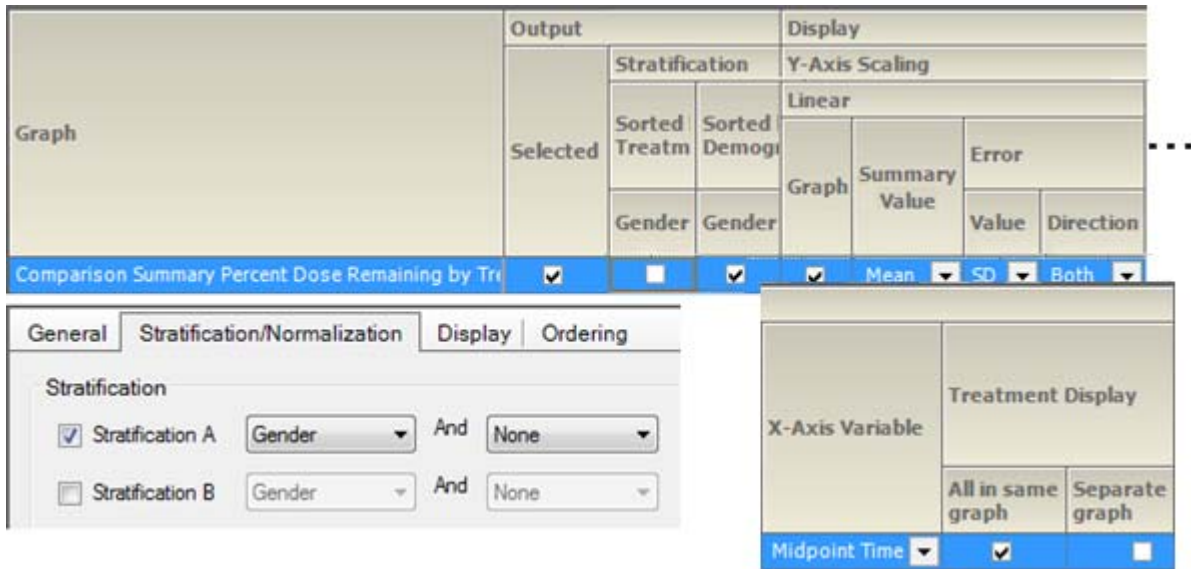 Output
Display
Stratification
Y-Axis Scaling
Linear
Graph
Selected
Sorted
Treatm
Sorted
Demogr
Graph
Summary
Value
Error
Gender
Gender
Value
Direction
Comparison Summary Percent Dose Remaining by Tre
Mean
SD
Both
General
Stratification/Normalization
Display
Ordering
Stratification
Stratification A
Gender
And
None
Stratification B
Gender
And
None
X-Axis Variable
Treatment Display
All in same
graph
Separate
graph
Midpoint Time